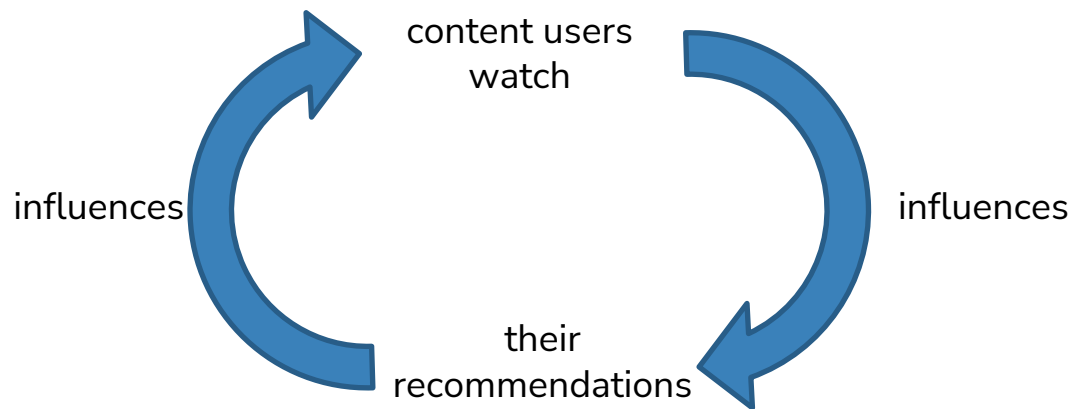 content users
watch
influences
influences
their
recommendations